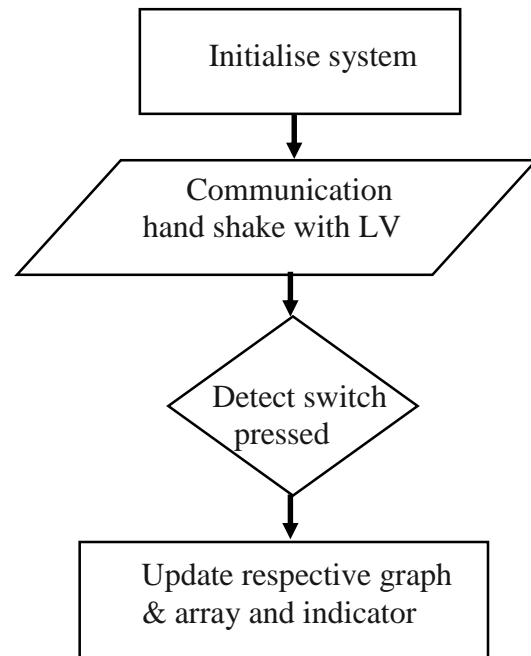 Initialise system
Communication
hand shake with LV
Detect switch
pressed
Update respective graph
& array and indicator